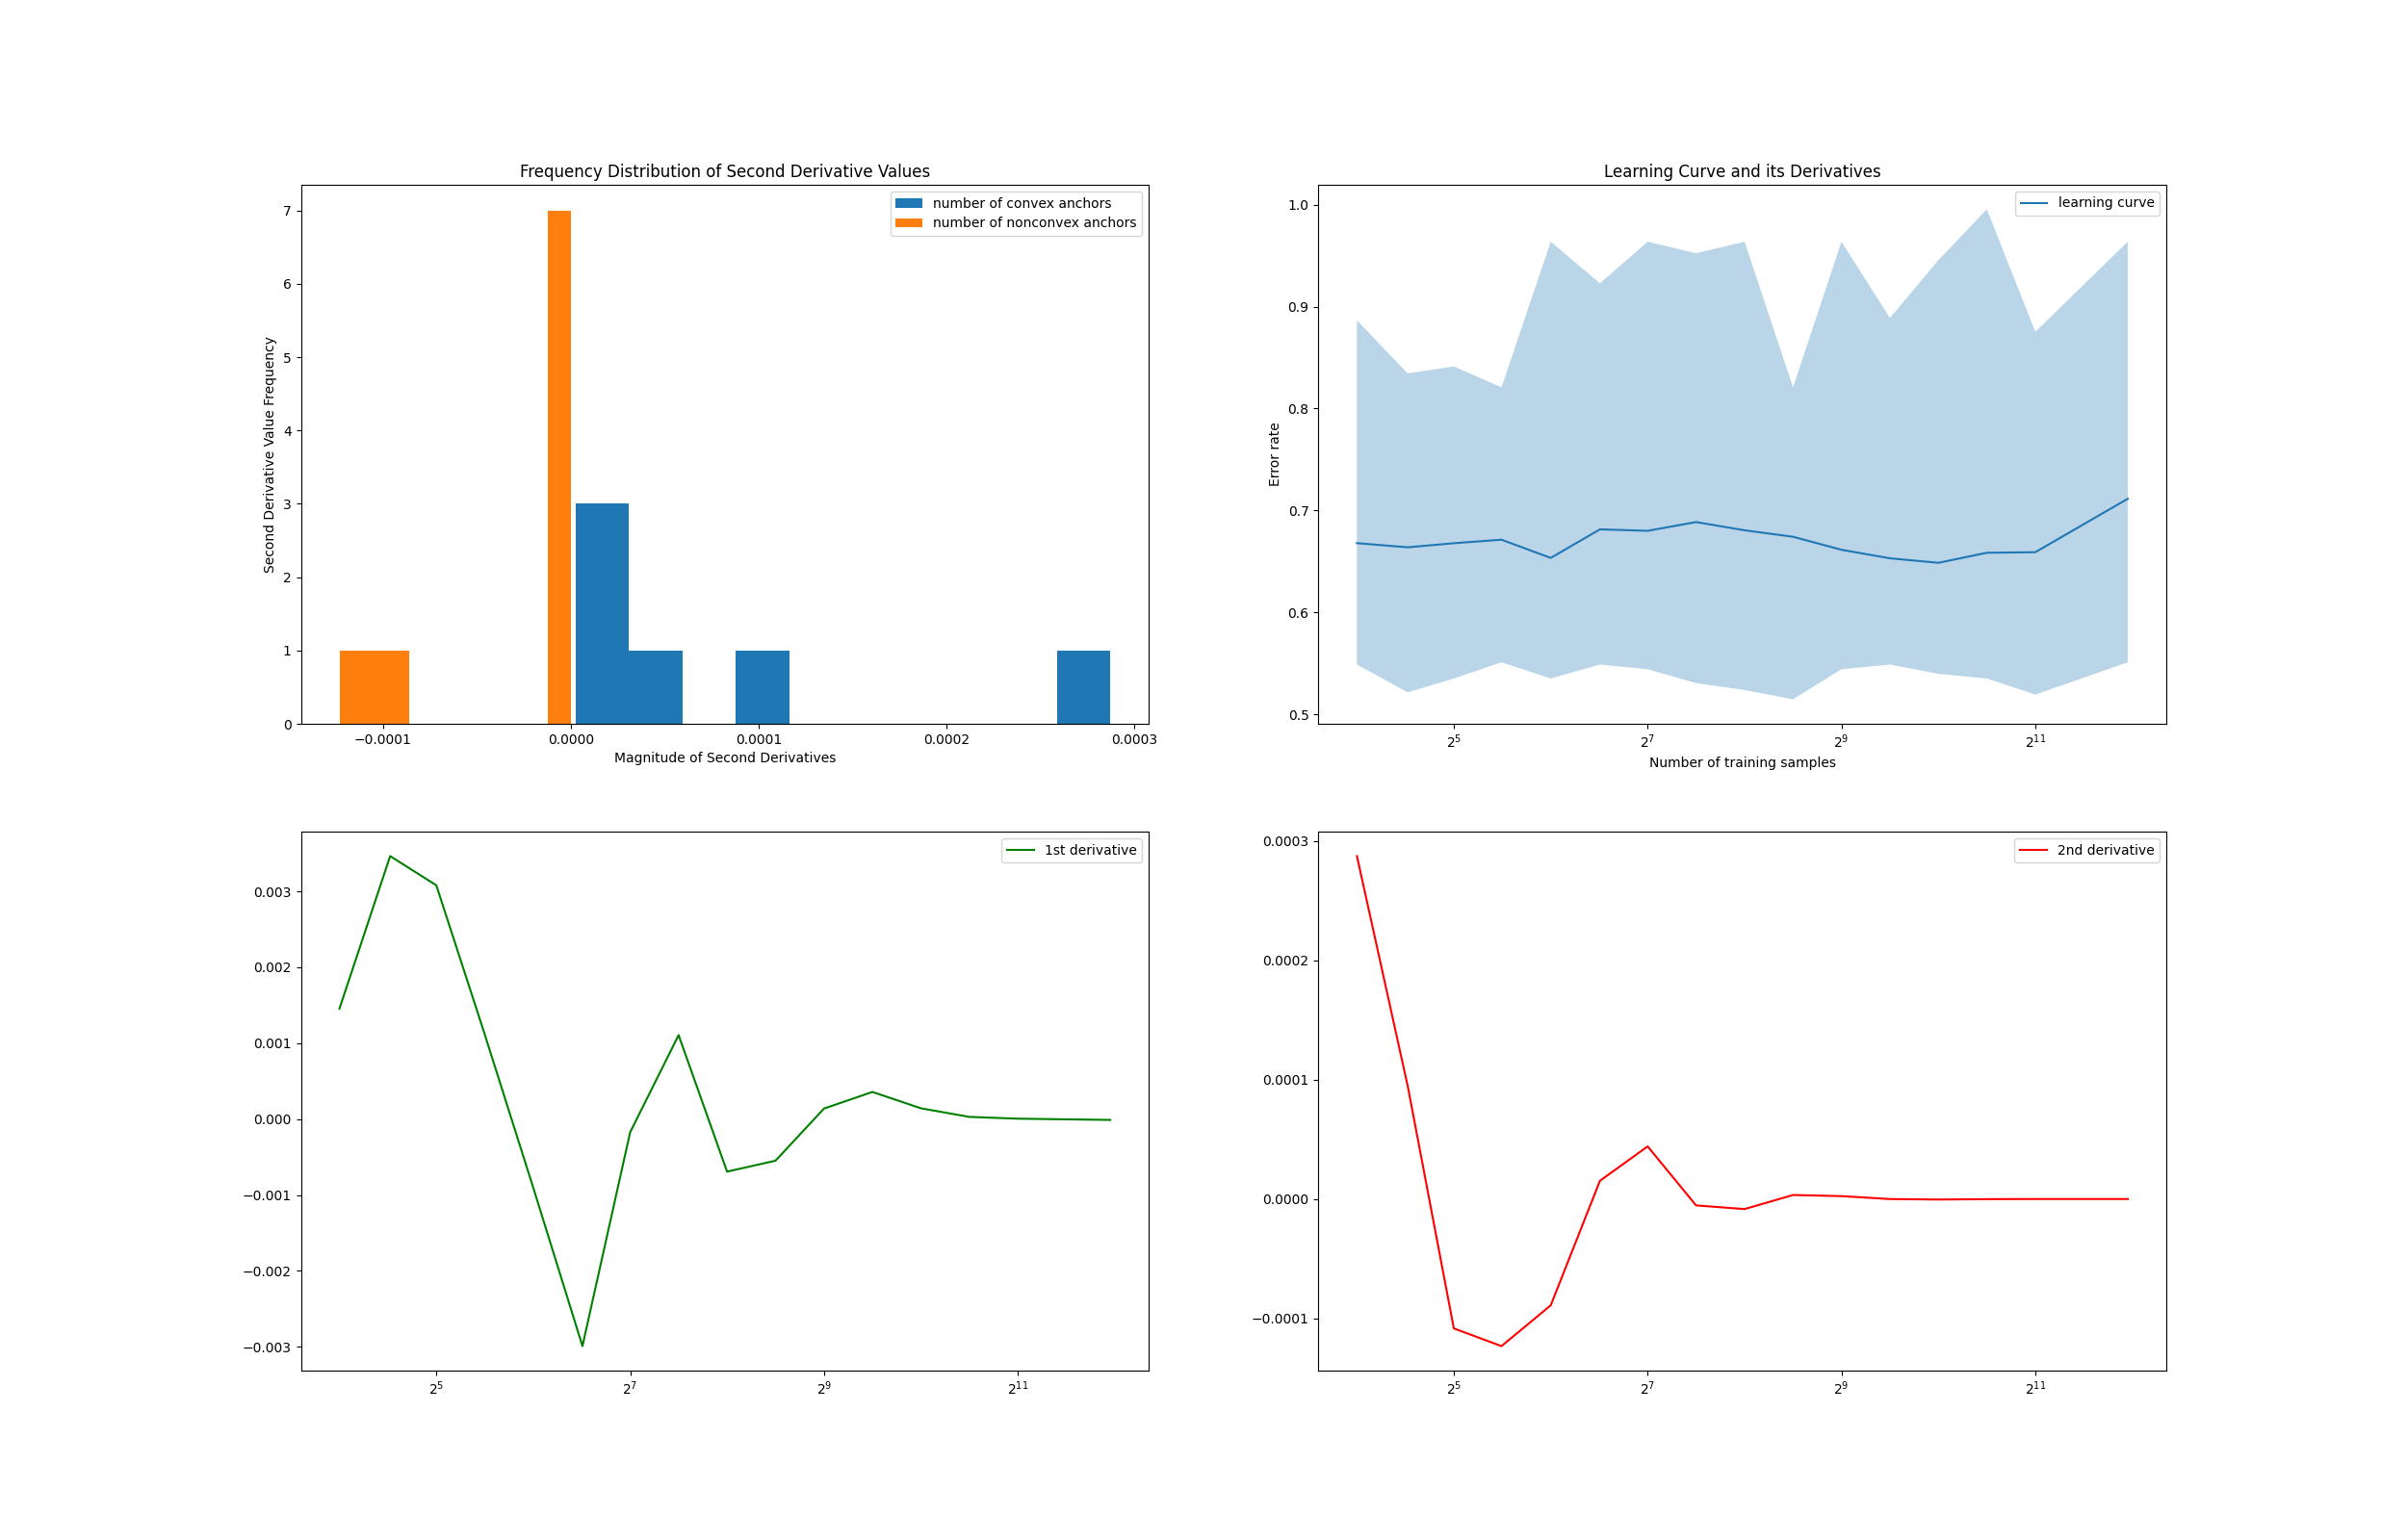 Frequency Distribution of Second Derivative Values
number of convex anchors
number of nonconvex anchors
Second Derivative Value Frequency
7
6
5
4
3
2
1
0
−0.0001 0.0000 0.0001 0.0002 0.0003
Magnitude of Second Derivatives
Learning Curve and its Derivatives
learning curve
Error rate
1.0
0.9
0.8
0.7
0.6
0.5
2^5 2^7 2^9 2^11
Number of training samples
1st derivative
0.003
0.002
0.001
0.000
−0.001
−0.002
−0.003
2^5 2^7 2^9 2^11
2nd derivative
0.0003
0.0002
0.0001
0.0000
−0.0001
2^5 2^7 2^9 2^11